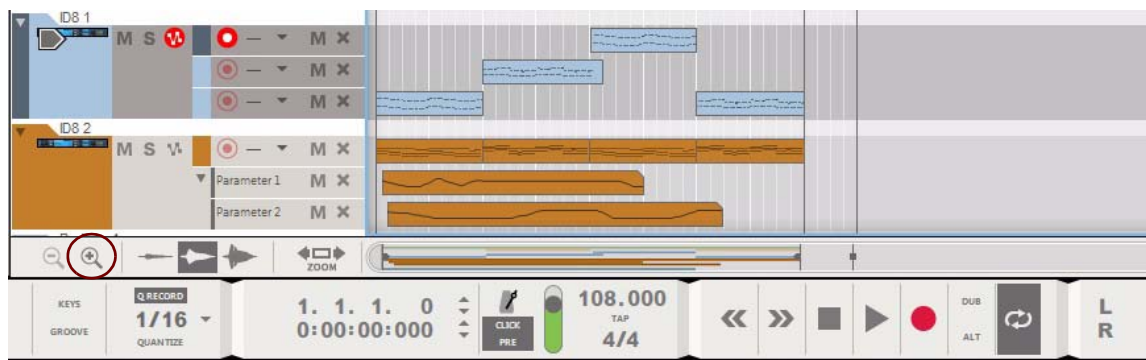 ID8 1
M S M
M
M
ID8 2
M S M
Parameter 1 M
Parameter 2 M
ZOOM
KEYS
GROOVE
Q RECORD
1/16
QUANTIZE
1. 1. 1. 0
0:00:00:000
CLICK
PRE
108.000
TAP
4/4
DUB
ALT
L
R